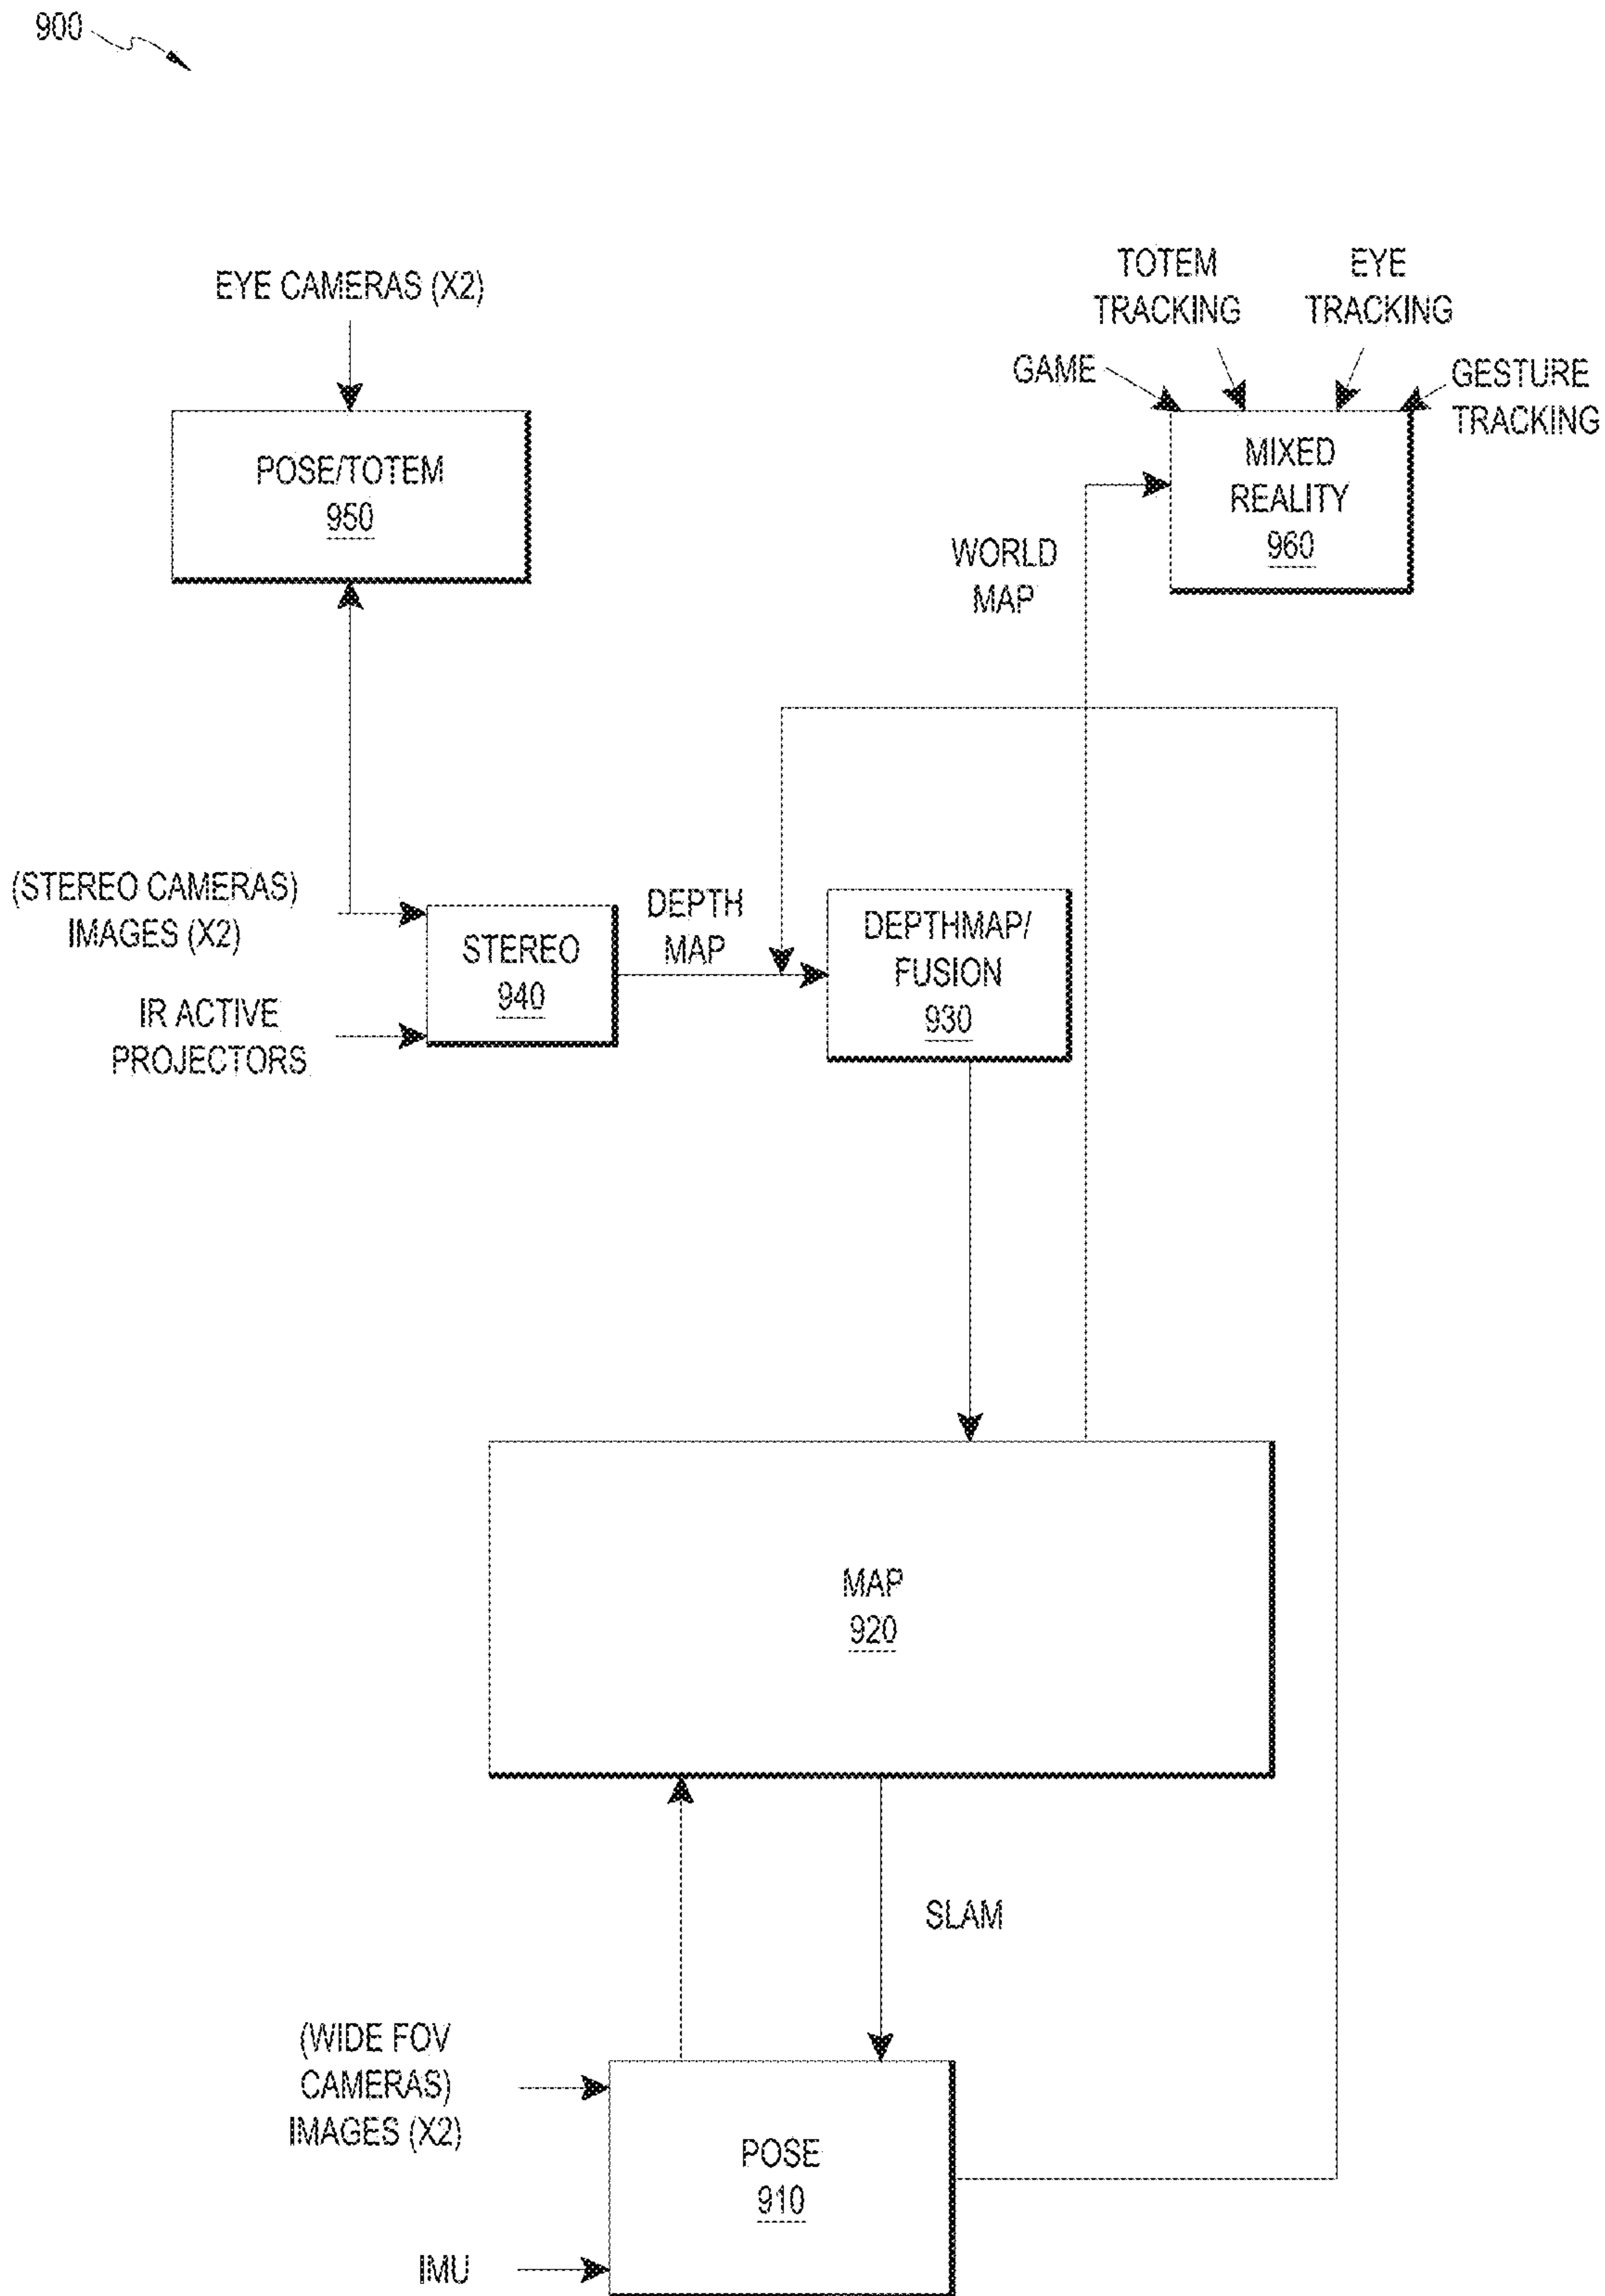 900
EYE CAMERAS (X2)
POSE/TOTEM
950
TOTEM
TRACKING
EYE
TRACKING
GAME
GESTURE
TRACKING
MIXED
REALITY
960
WORLD
MAP
(STEREO CAMERAS)
IMAGES (X2)
IR ACTIVE
PROJECTORS
STEREO
940
DEPTH
MAP
DEPTHMAP/
FUSION
930
MAP
920
SLAM
(WIDE FOV
CAMERAS)
IMAGES (X2)
POSE
910
IMU